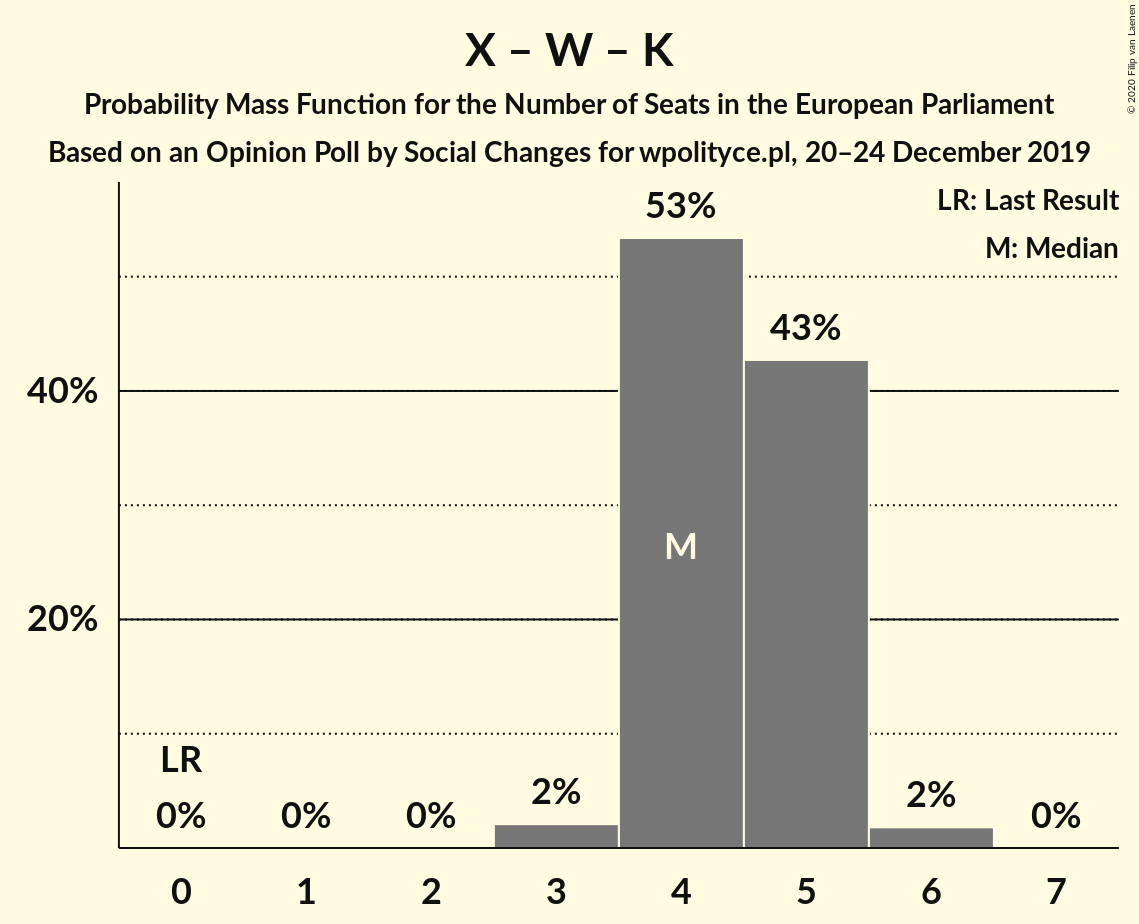 X – W – K
Probability Mass Function for the Number of Seats in the European Parliament
Based on an Opinion Poll by Social Changes for wpolityce.pl, 20–24 December 2019
© 2020 Filip van Laenen
LR: Last Result
M: Median
53%
43%
40%
M
20%
LR
0%
0%
0%
2%
2%
0%
0 1 2 3 4 5 6 7